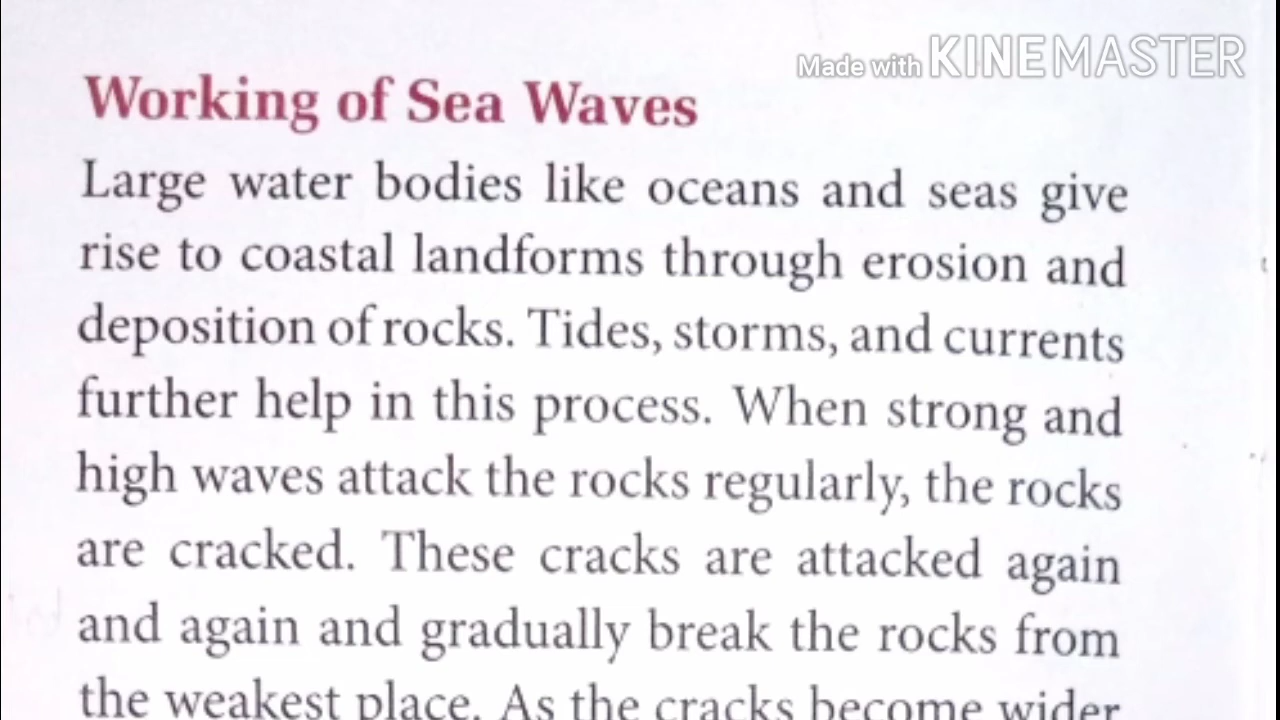 Made with KINEMASTER
Working of Sea Waves
Large water bodies like oceans and seas give
rise to coastal landforms through erosion and
deposition of rocks. Tides, storms, and currents
further help in this process. When strong and
high waves attack the rocks regularly, the rocks
are cracked. These cracks are attacked again
and again and gradually break the rocks from
the weakest place. As the cracks become wider